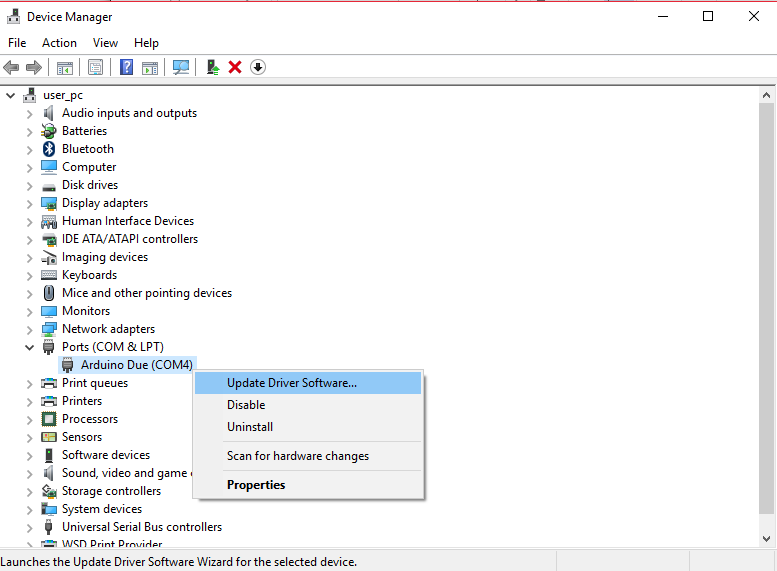 Device Manager
File Action View Help
user_pc
Audio inputs and outputs
Batteries
Bluetooth
Computer
Disk drives
Display adapters
Human Interface Devices
IDE ATA/ATAPI controllers
Imaging devices
Keyboards
Mice and other pointing devices
Monitors
Network adapters
Ports (COM & LPT)
Arduino Due (COM4)
Update Driver Software...
Print queues
Disable
Printers
Uninstall
Processors
Sensors
Scan for hardware changes
Software devices
Sound, video and game
Properties
Storage controllers
System devices
Universal Serial Bus controllers
WSD Print Provider
Launches the Update Driver Software Wizard for the selected device.